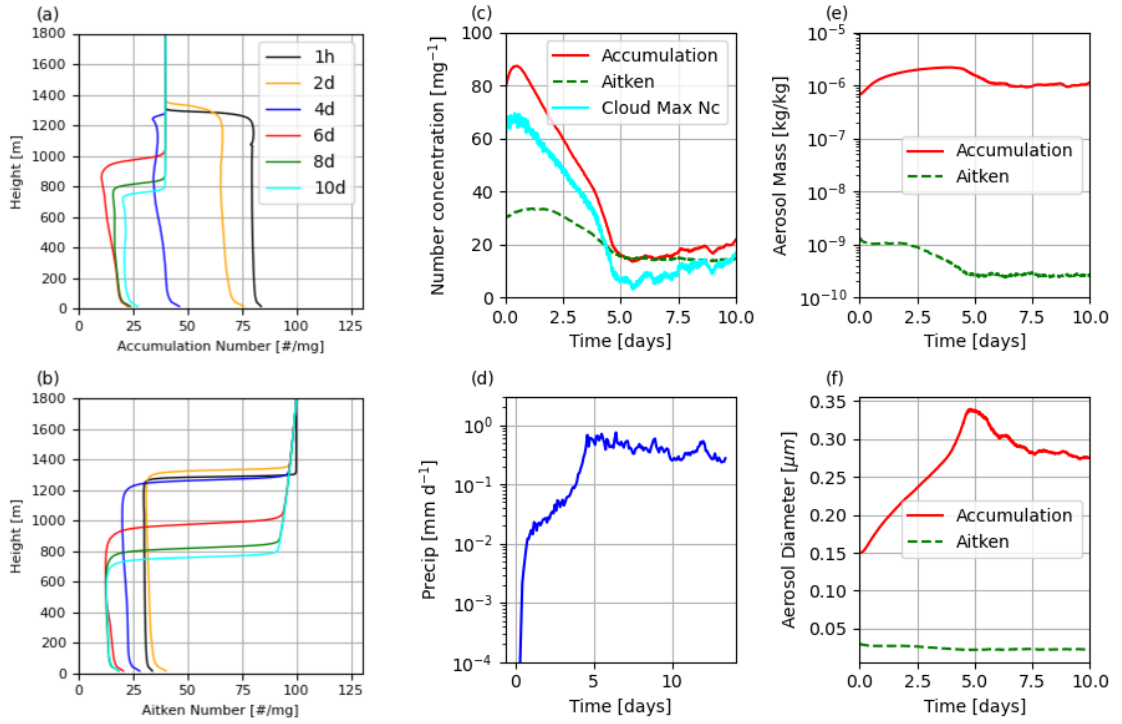 (a)
1800
1600
1400
1200
1000
800
600
400
200
0
Height [m]
1h
2d
4d
6d
8d
10d
0 25 50 75 100 125
Accumulation Number [#/mg]
(b)
1800
1600
1400
1200
1000
800
600
400
200
0
Height [m]
0 25 50 75 100 125
Aitken Number [#/mg]
(c)
100
80
60
40
20
0
Number concentration [mg⁻¹]
Accumulation
Aitken
Cloud Max Nc
0.0 2.5 5.0 7.5 10.0
Time [days]
(d)
10⁰
10⁻¹
10⁻²
10⁻³
10⁻⁴
Precip [mm d⁻¹]
0 5 10
Time [days]
(e)
10⁻⁵
10⁻⁶
10⁻⁷
10⁻⁸
10⁻⁹
10⁻¹⁰
Aerosol Mass [kg/kg]
Accumulation
Aitken
0.0 2.5 5.0 7.5 10.0
Time [days]
(f)
0.35
0.30
0.25
0.20
0.15
0.10
0.05
Aerosol Diameter [μm]
Accumulation
Aitken
0.0 2.5 5.0 7.5 10.0
Time [days]